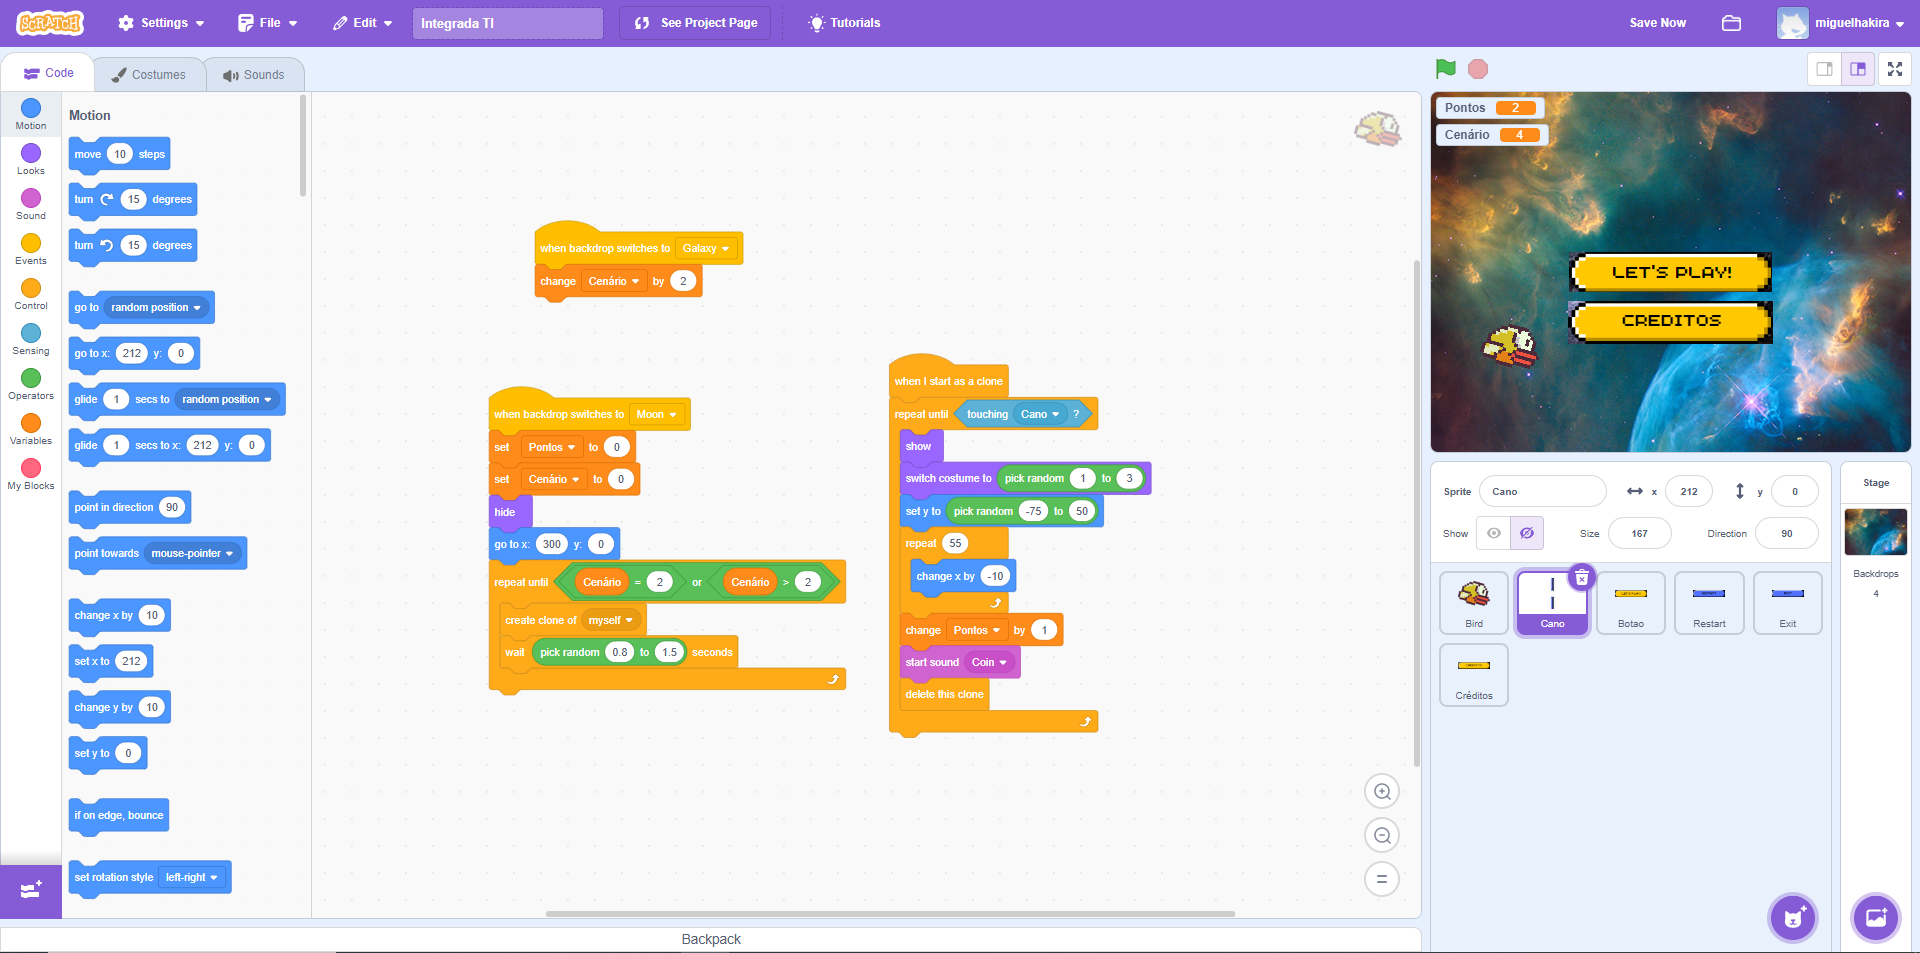 SCRATCH Settings File Edit Integrada TI See Project Page Tutorials Save Now miguelhakira
Code Costumes Sounds
Motion
Looks
Sound
Events
Control
Sensing
Operators
Variables
My Blocks
Motion
move 10 steps
turn 15 degrees
turn 15 degrees
go to random position
go to x: 212 y: 0
glide 1 secs to random position
glide 1 secs to x: 212 y: 0
point in direction 90
point towards mouse-pointer
change x by 10
set x to 212
change y by 10
set y to 0
if on edge, bounce
set rotation style left-right
when backdrop switches to Galaxy
change Cenário by 2
when backdrop switches to Moon
set Pontos to 0
set Cenário to 0
hide
go to x: 300 y: 0
repeat until Cenário = 2 or Cenário > 2
create clone of myself
wait pick random 0.8 to 1.5 seconds
when I start as a clone
repeat until touching Cano ?
show
switch costume to pick random 1 to 3
set y to pick random -75 to 50
repeat 55
change x by -10
change Pontos by 1
start sound Coin
delete this clone
Pontos 2
Cenário 4
LET'S PLAY!
CREDITOS
Sprite Cano x 212 y 0
Show Size 167 Direction 90
Bird
Cano
Botao
Restart
Exit
Créditos
Stage
Backdrops
4
Backpack